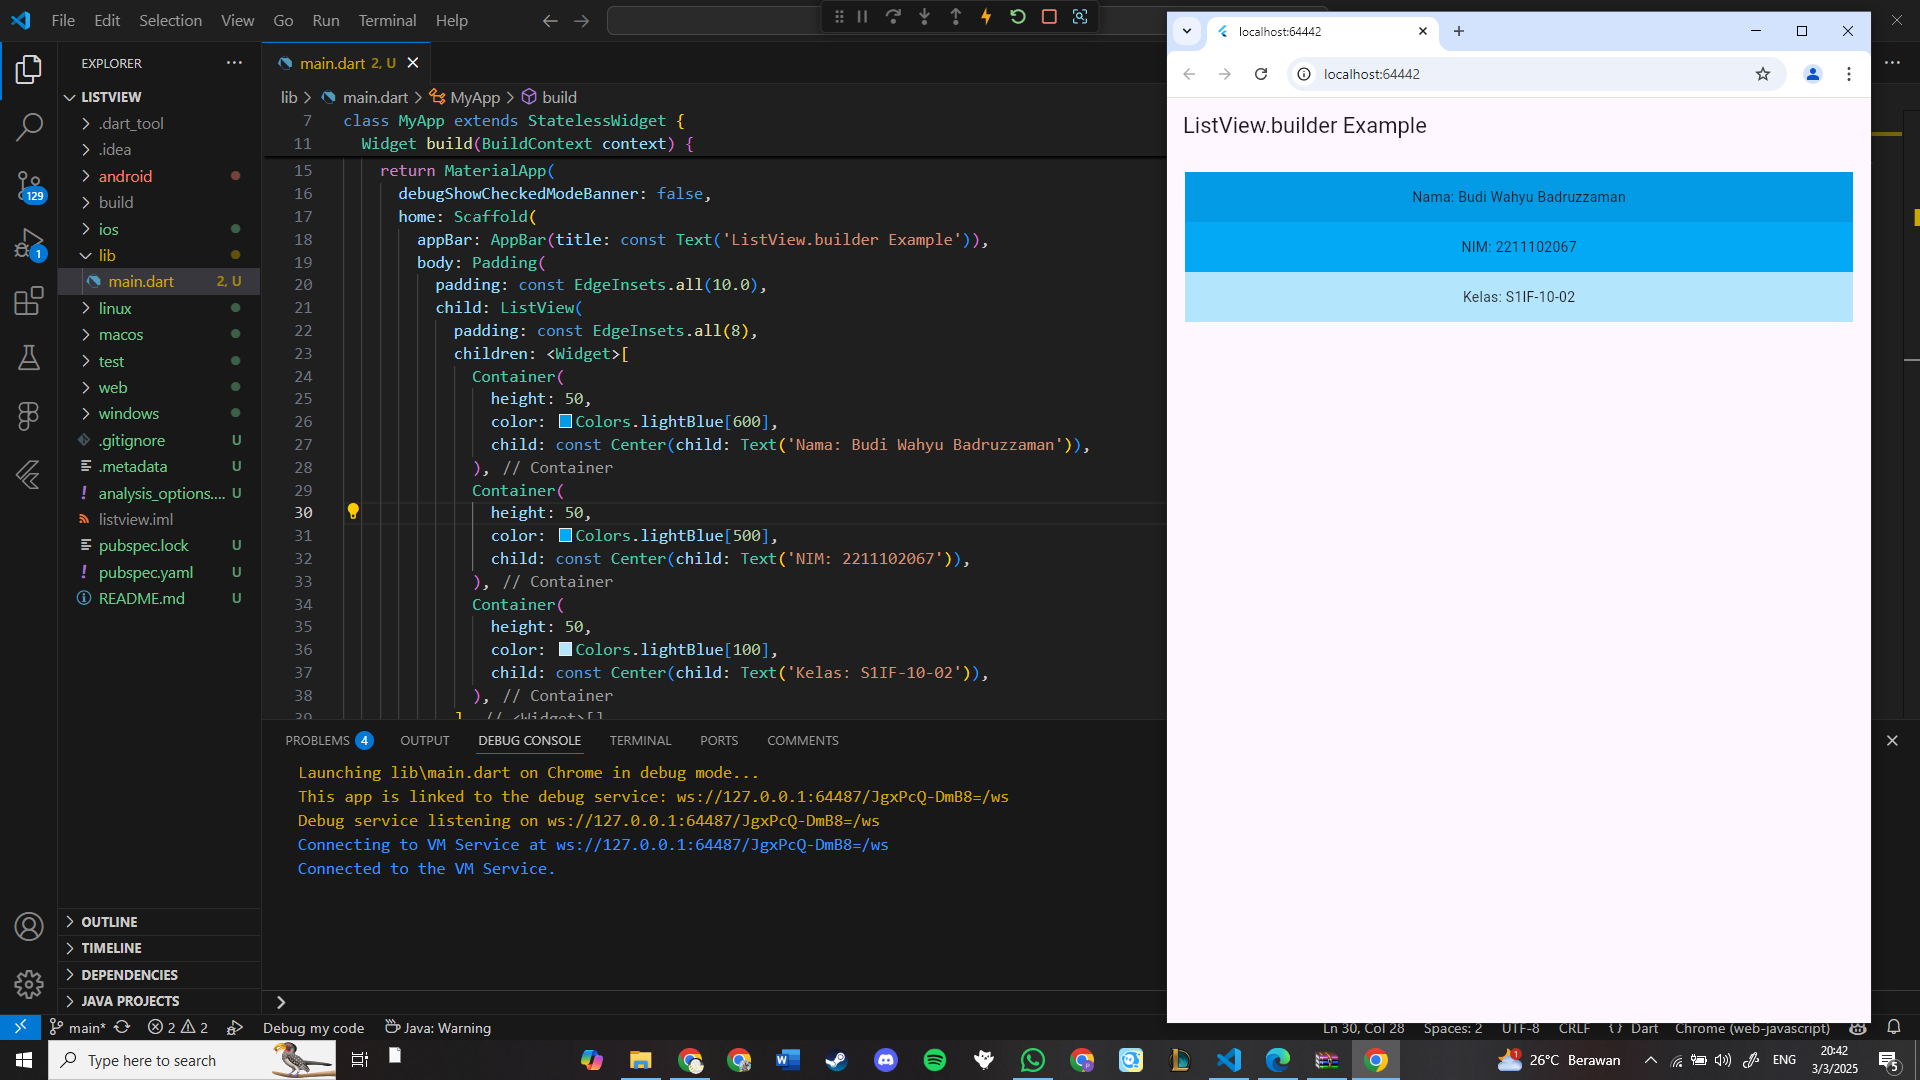 File Edit Selection View Go Run Terminal Help
EXPLORER
LISTVIEW
.dart_tool
.idea
android
build
ios
lib
main.dart 2, U
linux
macos
test
web
windows
.gitignore U
.metadata U
analysis_options.... U
listview.iml
pubspec.lock U
pubspec.yaml U
README.md U
OUTLINE
TIMELINE
DEPENDENCIES
JAVA PROJECTS
129
1
main.dart 2, U
lib > main.dart > MyApp > build
7 class MyApp extends StatelessWidget {
11 Widget build(BuildContext context) {
15 return MaterialApp(
16 debugShowCheckedModeBanner: false,
17 home: Scaffold(
18 appBar: AppBar(title: const Text('ListView.builder Example')),
19 body: Padding(
20 padding: const EdgeInsets.all(10.0),
21 child: ListView(
22 padding: const EdgeInsets.all(8),
23 children: <Widget>[
24 Container(
25 height: 50,
26 color: Colors.lightBlue[600],
27 child: const Center(child: Text('Nama: Budi Wahyu Badruzzaman')),
28 ), // Container
29 Container(
30 height: 50,
31 color: Colors.lightBlue[500],
32 child: const Center(child: Text('NIM: 2211102067')),
33 ), // Container
34 Container(
35 height: 50,
36 color: Colors.lightBlue[100],
37 child: const Center(child: Text('Kelas: S1IF-10-02')),
38 ), // Container
39 ], // <Widget>[]
PROBLEMS 4 OUTPUT DEBUG CONSOLE TERMINAL PORTS COMMENTS
Launching lib\main.dart on Chrome in debug mode...
This app is linked to the debug service: ws://127.0.0.1:64487/JgxPcQ-DmB8=/ws
Debug service listening on ws://127.0.0.1:64487/JgxPcQ-DmB8=/ws
Connecting to VM Service at ws://127.0.0.1:64487/JgxPcQ-DmB8=/ws
Connected to the VM Service.
>
localhost:64442
localhost:64442
ListView.builder Example
Nama: Budi Wahyu Badruzzaman
NIM: 2211102067
Kelas: S1IF-10-02
main* 2 2 Debug my code Java: Warning
Ln 30, Col 28 Spaces: 2 UTF-8 CRLF {} Dart Chrome (web-javascript)
Type here to search
1 26°C Berawan ENG
20:42
3/3/2025
5